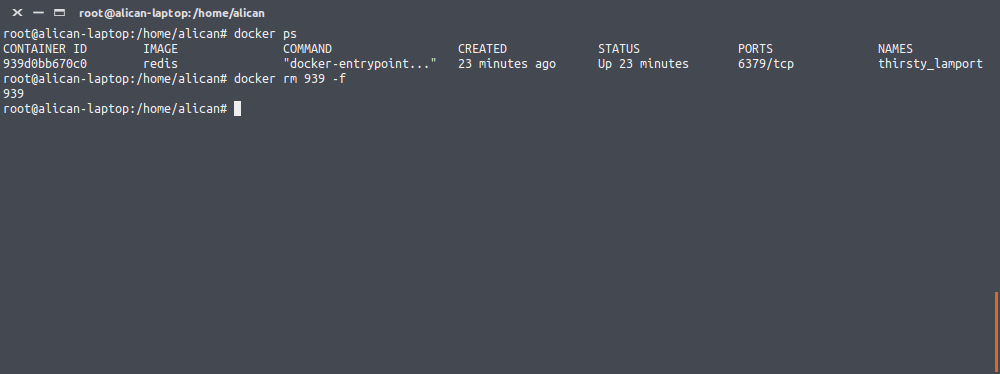 root@alican-laptop:/home/alican
root@alican-laptop:/home/alican# docker ps
CONTAINER ID        IMAGE               COMMAND                  CREATED             STATUS              PORTS               NAMES
939d0bb670c0        redis               "docker-entrypoint..."   23 minutes ago      Up 23 minutes       6379/tcp            thirsty_lamport
root@alican-laptop:/home/alican# docker rm 939 -f
939
root@alican-laptop:/home/alican#